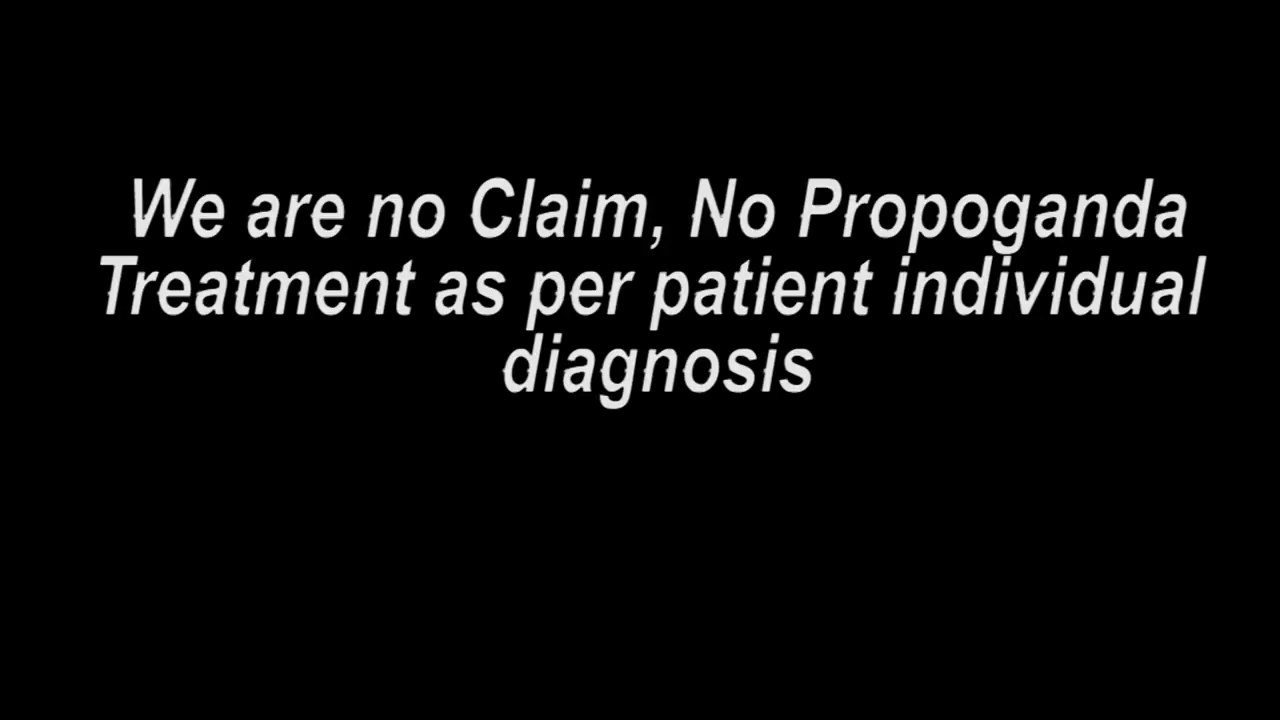 We are no Claim, No Propoganda
Treatment as per patient individual
diagnosis